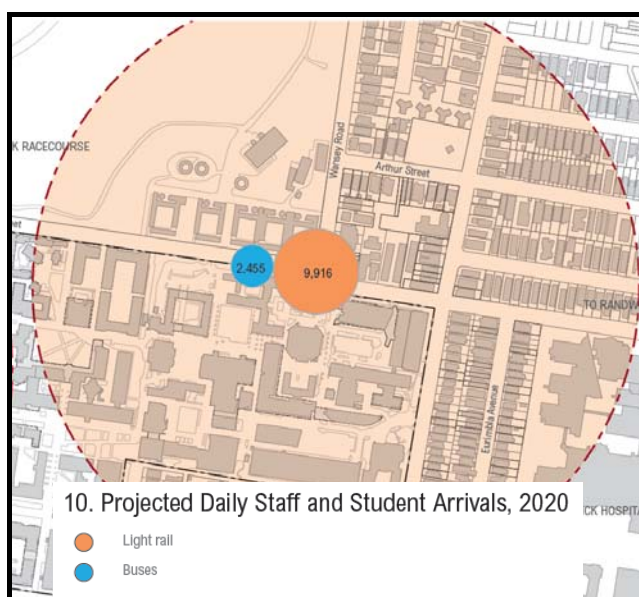 K RACECOURSE
Wansey Road
Arthur Street
2,455
9,916
TO RANDW
Eurimbla Avenue
10. Projected Daily Staff and Student Arrivals, 2020
CK HOSPITA
Light rail
Buses